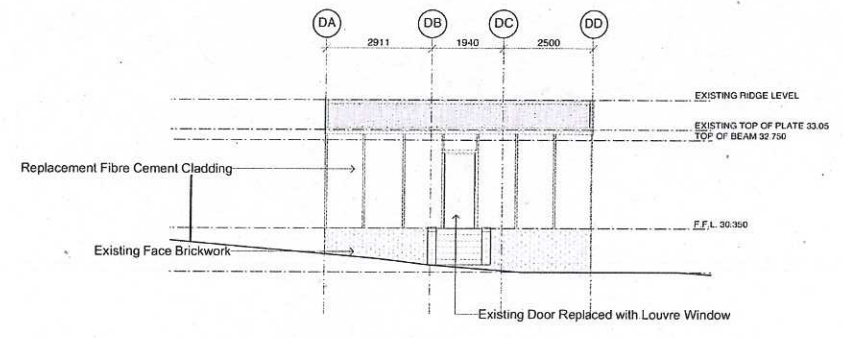 DA DB DC DD
2911 1940 2500
EXISTING RIDGE LEVEL
EXISTING TOP OF PLATE 33.05
TOP OF BEAM 32.750
Replacement Fibre Cement Cladding
F.F.L. 30.350
Existing Face Brickwork
Existing Door Replaced with Louvre Window